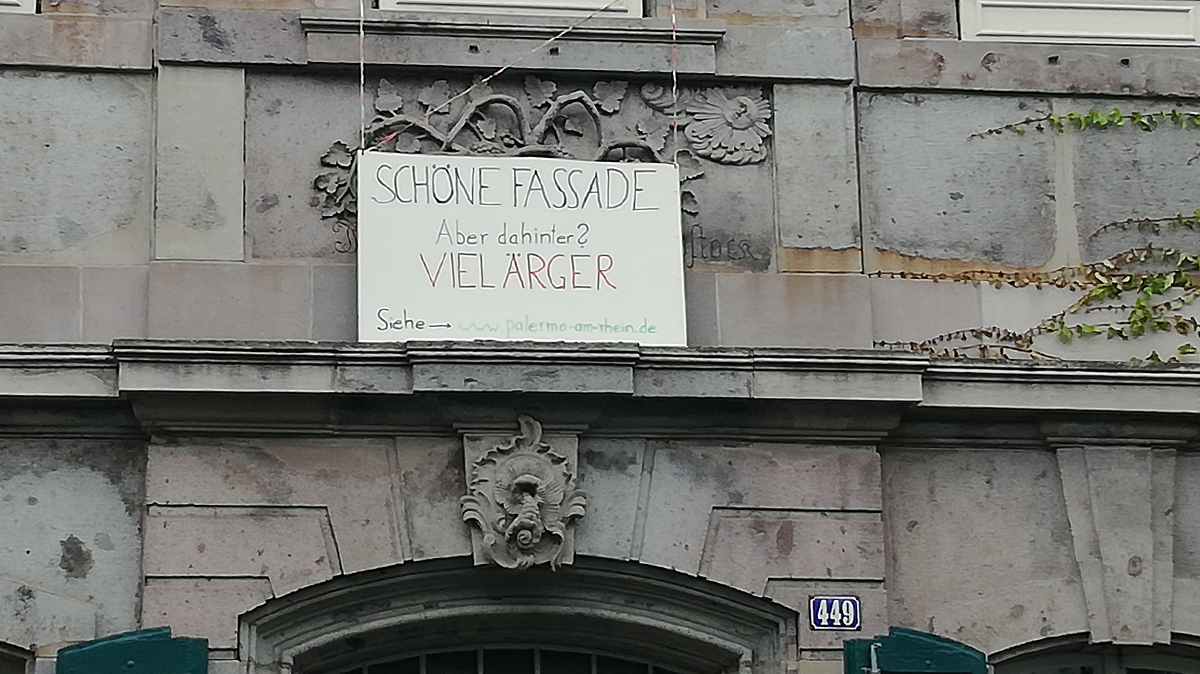 SCHÖNE FASSADE
Aber dahinter?
VIEL ÄRGER
Siehe → www.palermo-am-rhein.de
449